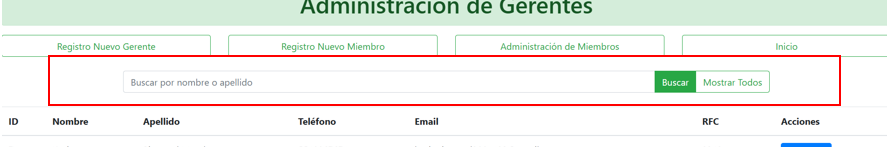 Administración de Gerentes
Registro Nuevo Gerente Registro Nuevo Miembro Administración de Miembros Inicio
Buscar por nombre o apellido Buscar Mostrar Todos
ID Nombre Apellido Teléfono Email RFC Acciones